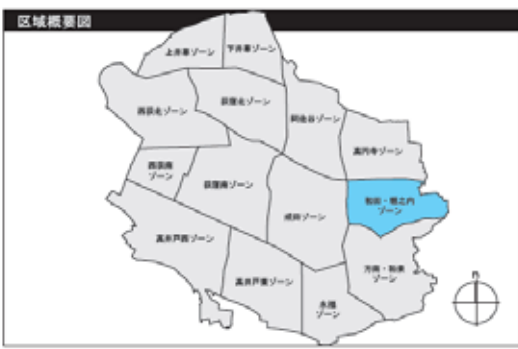 区域概要図
上井草ゾーン
下井草ゾーン
西荻北ゾーン
荻窪北ゾーン
阿佐谷ゾーン
高円寺ゾーン
西荻南
ゾーン
荻窪南ゾーン
成田ゾーン
和田・堀之内
ゾーン
高井戸西ゾーン
高井戸東ゾーン
永福
ゾーン
方南・和泉
ゾーン
N